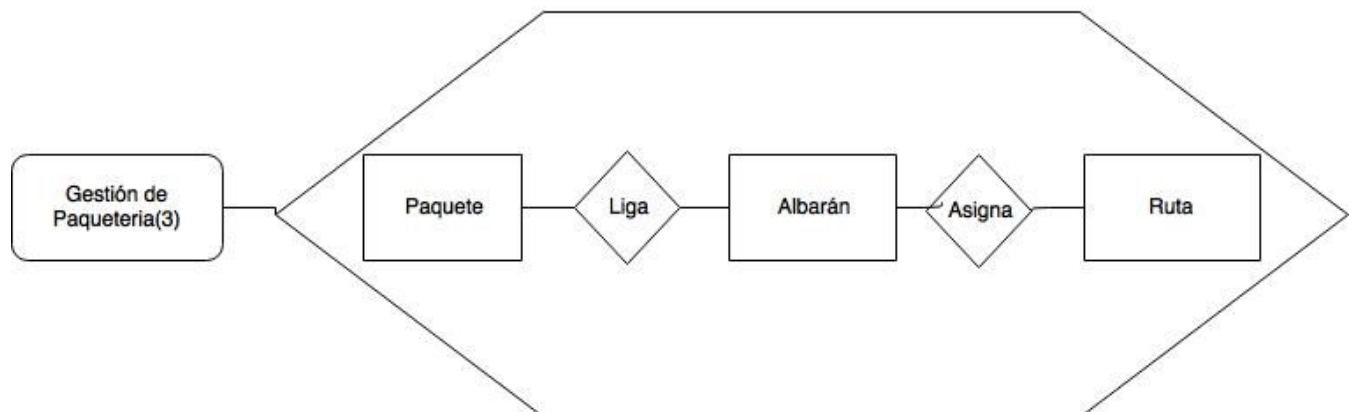 Gestión de
Paqueteria(3)
Paquete
Liga
Albarán
Asigna
Ruta